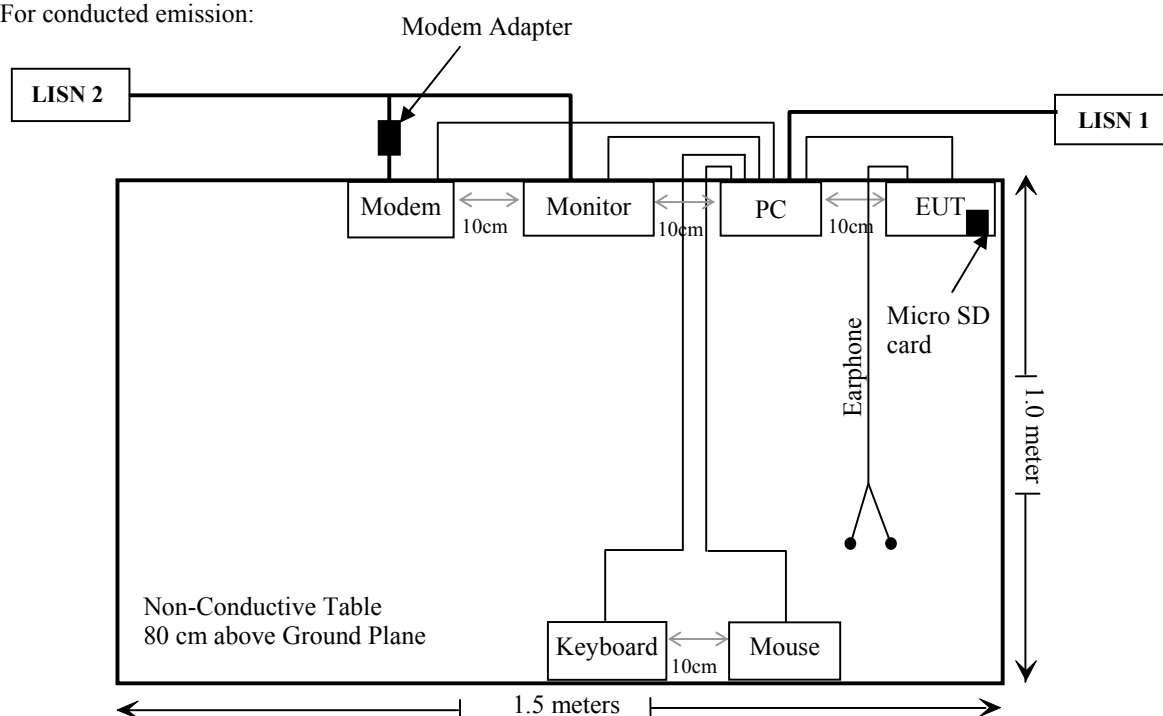 For conducted emission:
Modem Adapter
LISN 2
LISN 1
Modem
Monitor
PC
EUT
10cm
10cm
10cm
Micro SD
card
Earphone
1.0 meter
Non-Conductive Table
80 cm above Ground Plane
Keyboard
Mouse
10cm
1.5 meters